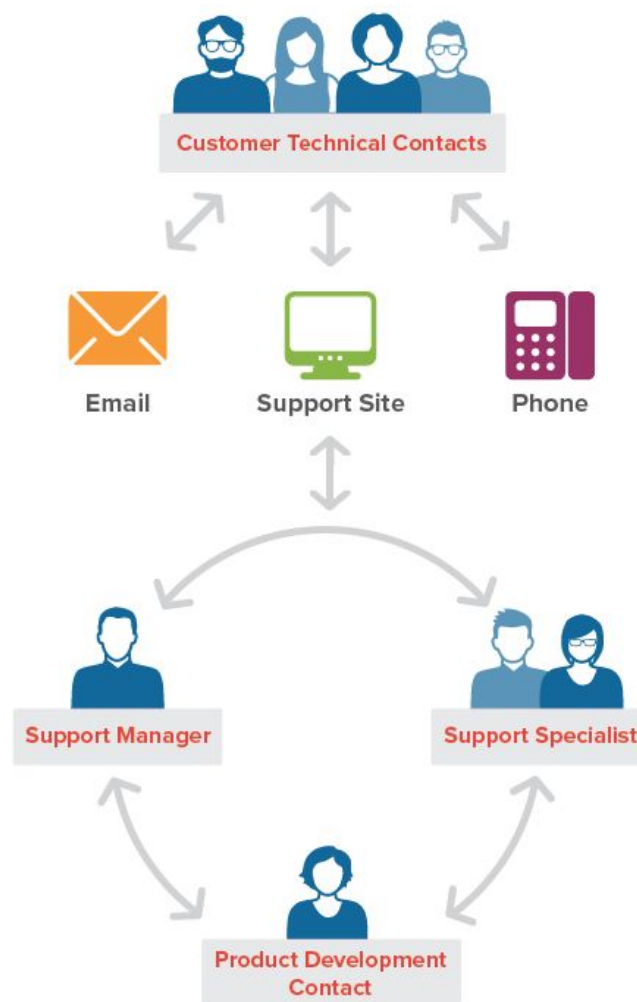 Customer Technical Contacts
Email
Support Site
Phone
Support Manager
Support Specialist
Product Development
Contact